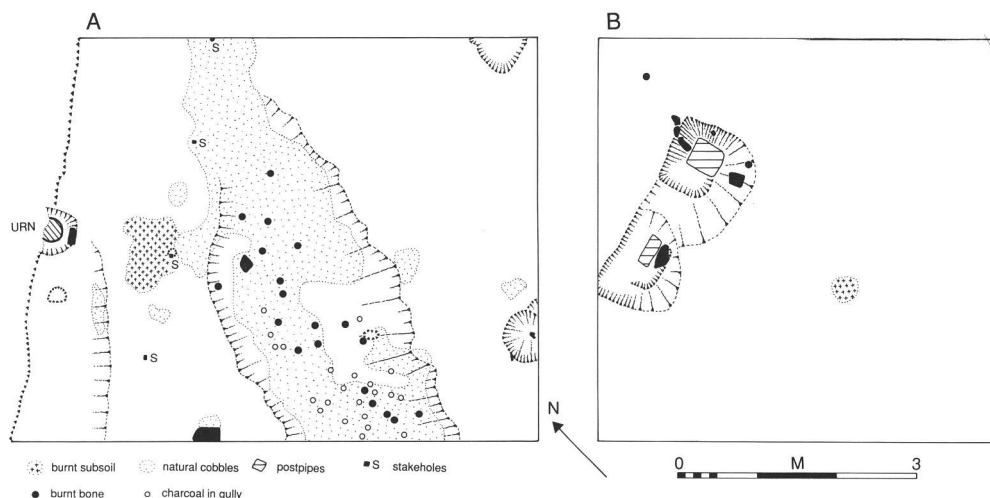 A
B
S
S
URN
S
S
N
0 M 3
burnt subsoil natural cobbles postpipes S stakeholes
burnt bone charcoal in gully